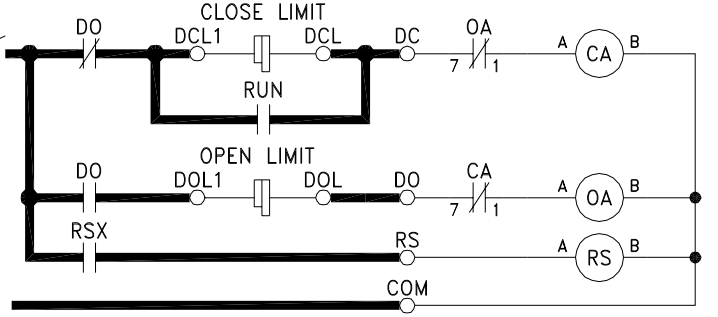 CLOSE LIMIT
DO DCL1 DCL DC OA A CA B
7 1
RUN
OPEN LIMIT
DO DOL1 DOL DO CA A OA B
7 1
RSX RS A RS B
COM